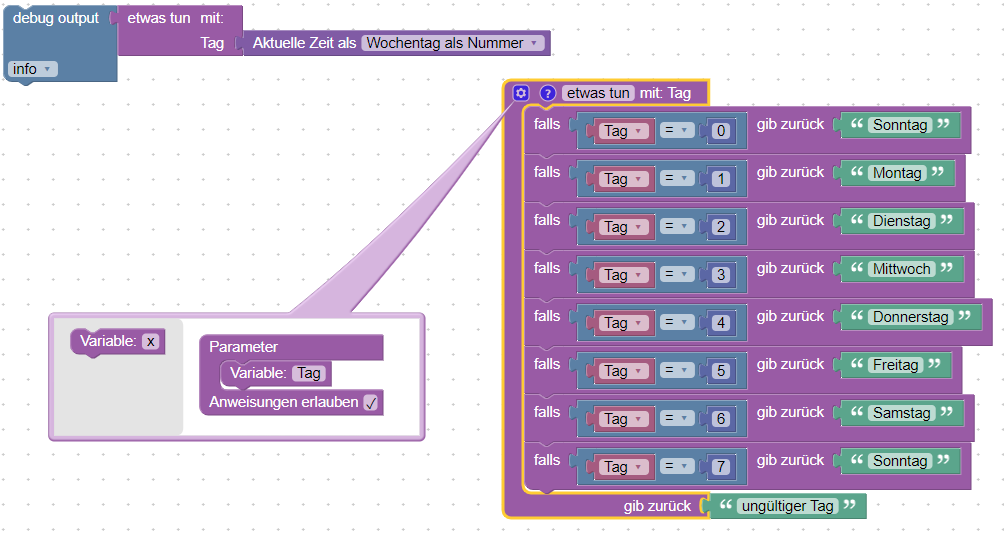 debug output etwas tun mit:
Tag Aktuelle Zeit als Wochentag als Nummer
info
? etwas tun mit: Tag
falls Tag = 0 gib zurück “ Sonntag ”
falls Tag = 1 gib zurück “ Montag ”
falls Tag = 2 gib zurück “ Dienstag ”
falls Tag = 3 gib zurück “ Mittwoch ”
falls Tag = 4 gib zurück “ Donnerstag ”
falls Tag = 5 gib zurück “ Freitag ”
falls Tag = 6 gib zurück “ Samstag ”
falls Tag = 7 gib zurück “ Sonntag ”
gib zurück “ ungültiger Tag ”
Variable: x
Parameter
Variable: Tag
Anweisungen erlauben ✓